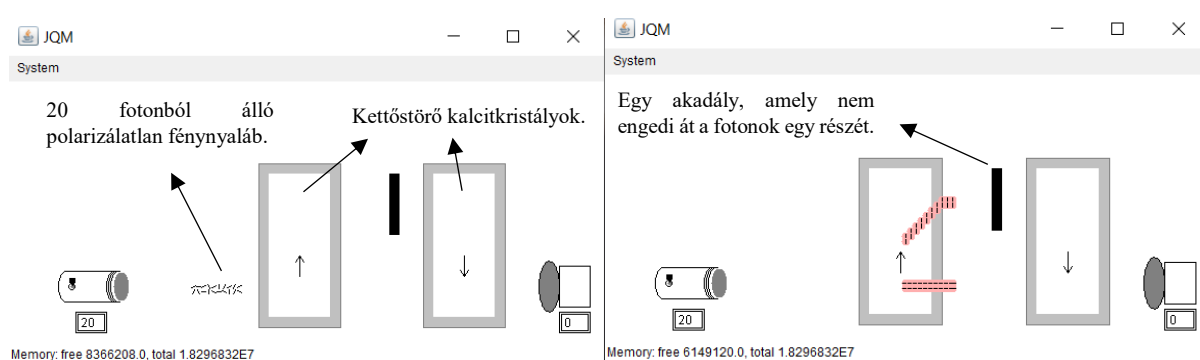 JQM
System
20 fotonból álló
polarizálatlan fénynyaláb.
Kettőstörő kalcitkristályok.
20
0
Memory: free 8366208.0, total 1.8296832E7
JQM
System
Egy akadály, amely nem
engedi át a fotonok egy részét.
20
0
Memory: free 6149120.0, total 1.8296832E7